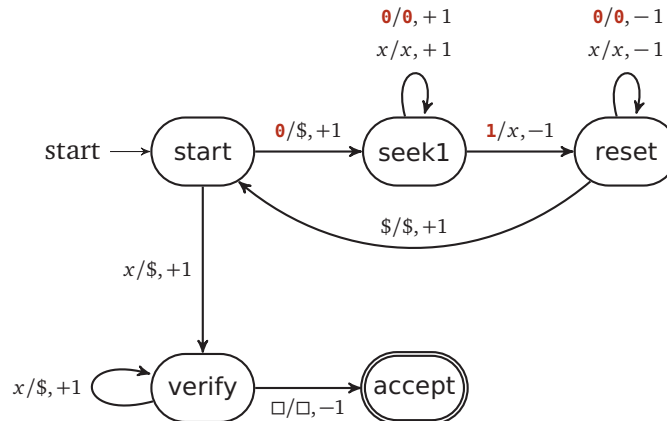 0/0, +1
x/x, +1
0/0, −1
x/x, −1
start
start
0/$, +1
seek1
1/x, −1
reset
$/$, +1
x/$, +1
x/$, +1
verify
□/□, −1
accept